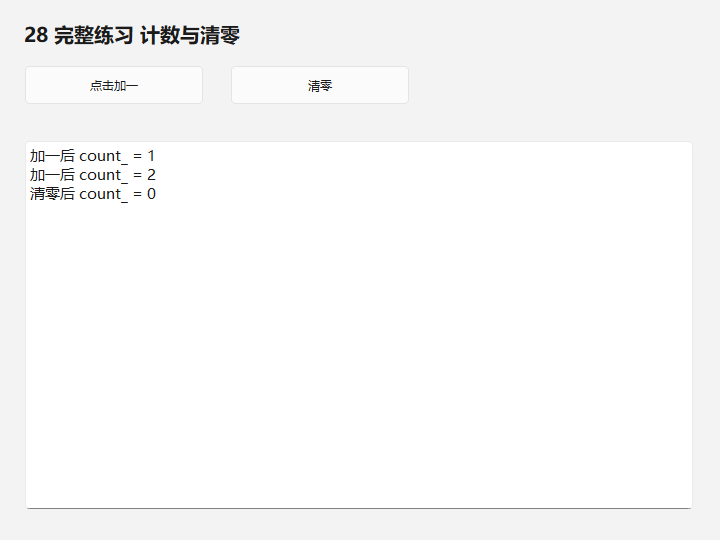 28 完整练习 计数与清零
点击加一
清零
加一后 count_ = 1
加一后 count_ = 2
清零后 count_ = 0